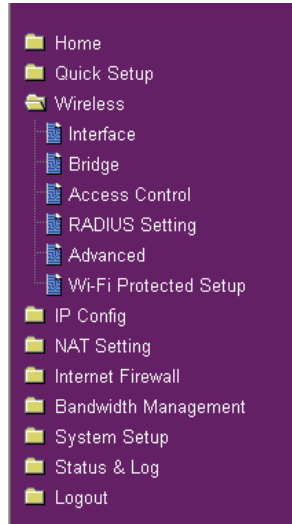 Home
Quick Setup
Wireless
Interface
Bridge
Access Control
RADIUS Setting
Advanced
Wi-Fi Protected Setup
IP Config
NAT Setting
Internet Firewall
Bandwidth Management
System Setup
Status & Log
Logout